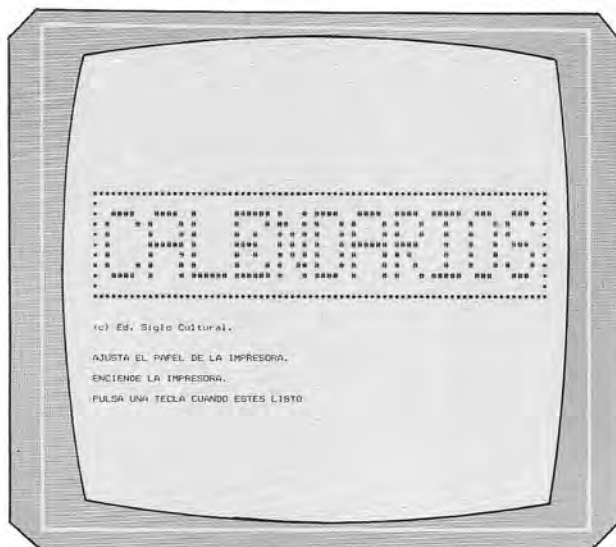 CALENDARIOS
(c) Ed. Siglo Cultural.
AJUSTA EL PAPEL DE LA IMPRESORA.
ENCIENDE LA IMPRESORA.
PULSA UNA TECLA CUANDO ESTES LISTO